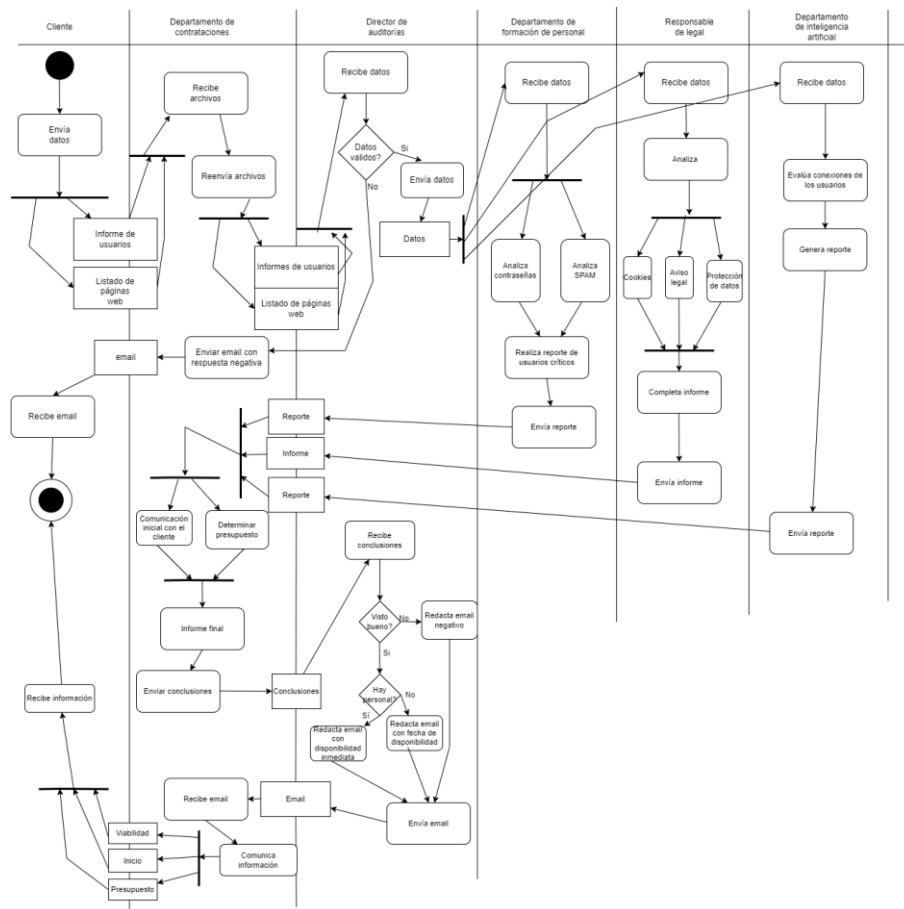 Cliente
Departamento de
contrataciones
Director de
auditorías
Departamento de
formación de personal
Responsable
de legal
Departamento
de inteligencia
artificial
Envía
datos
Informe de
usuarios
Listado de
páginas
web
Recibe
archivos
Reenvía archivos
Informes de usuarios
Listado de páginas
web
Recibe datos
Datos
validos?
Si
No
Envía datos
Datos
Recibe datos
Analiza
contraseñas
Analiza
SPAM
Realiza reporte de
usuarios críticos
Envía reporte
Recibe datos
Analiza
Cookies
Aviso
legal
Protección
de datos
Completa informe
Envía informe
Recibe datos
Evalúa conexiones de
los usuarios
Genera reporte
Envía reporte
Enviar email con
respuesta negativa
email
Recibe email
Reporte
Informe
Reporte
Comunicación
inicial con el
cliente
Determinar
presupuesto
Informe final
Enviar conclusiones
Conclusiones
Recibe
conclusiones
Visto
bueno?
No
Redacta email
negativo
Si
Hay
personal?
No
Sí
Redacta email
con
disponibilidad
inmediata
Redacta email
con fecha de
disponibilidad
Envía email
Email
Recibe email
Comunica
información
Viabilidad
Inicio
Presupuesto
Recibe información